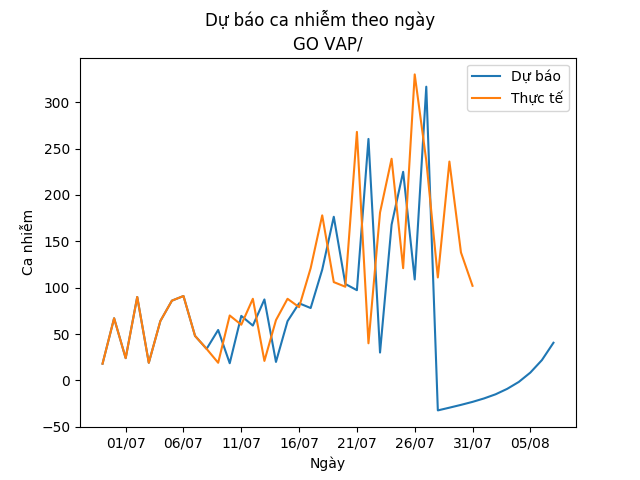 Dự báo ca nhiễm theo ngày
GO VAP/
Dự báo
Thực tế
Ca nhiễm
300
250
200
150
100
50
0
−50
01/07 06/07 11/07 16/07 21/07 26/07 31/07 05/08
Ngày